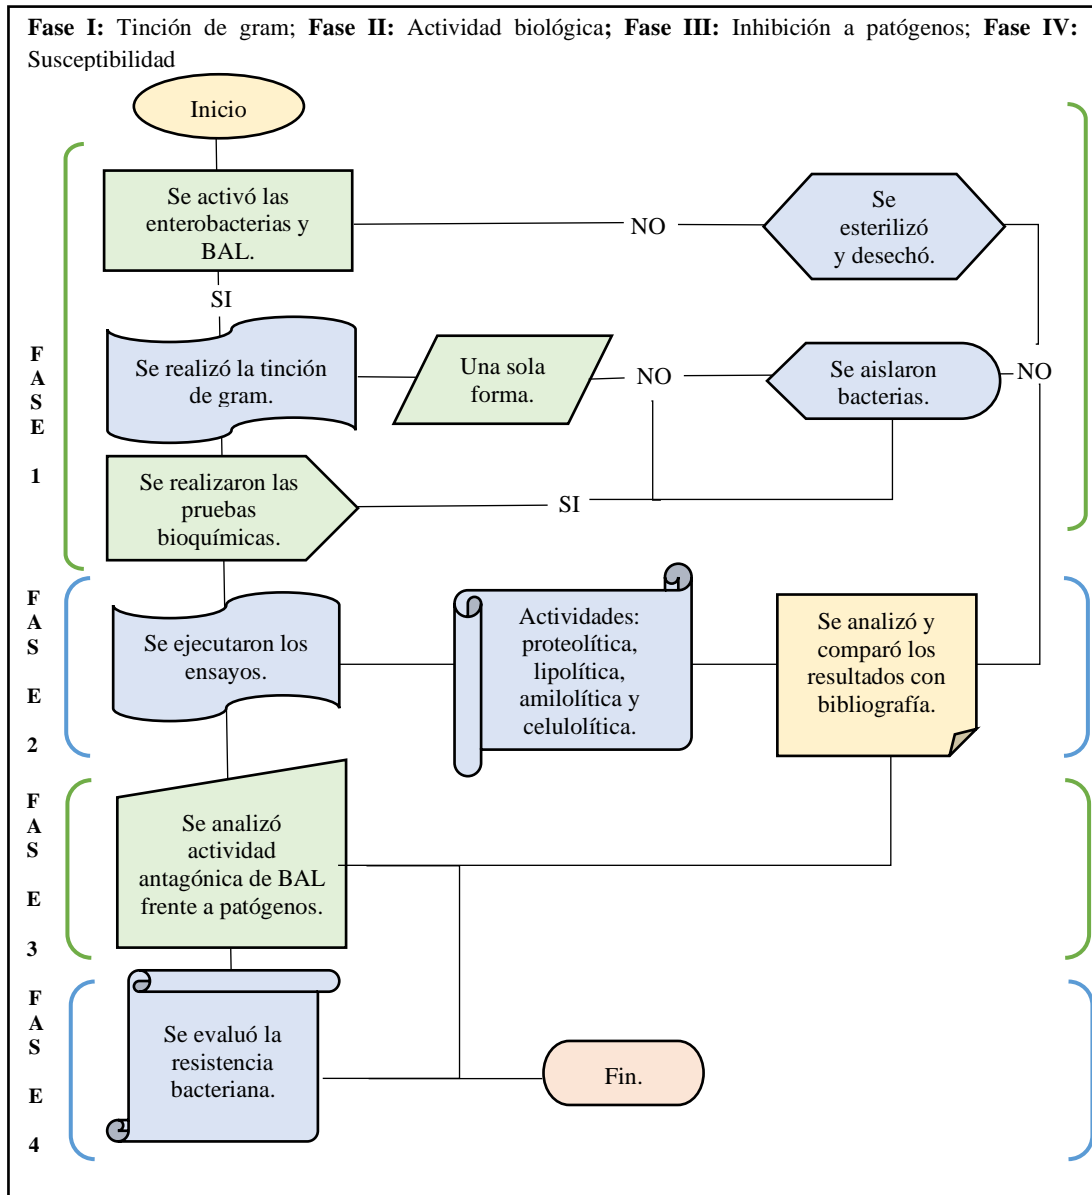 Fase I: Tinción de gram; Fase II: Actividad biológica; Fase III: Inhibición a patógenos; Fase IV:
Susceptibilidad
Inicio
Se activó las
enterobacterias y
BAL.
NO
Se
esterilizó
y desechó.
SI
F
A
S
E
1
Se realizó la tinción
de gram.
Una sola
forma.
NO
Se aislaron
bacterias.
NO
Se realizaron las
pruebas
bioquímicas.
SI
F
A
S
E
2
Se ejecutaron los
ensayos.
Actividades:
proteolítica,
lipolítica,
amilolítica y
celulolítica.
Se analizó y
comparó los
resultados con
bibliografía.
F
A
S
E
3
Se analizó
actividad
antagónica de BAL
frente a patógenos.
F
A
S
E
4
Se evaluó la
resistencia
bacteriana.
Fin.